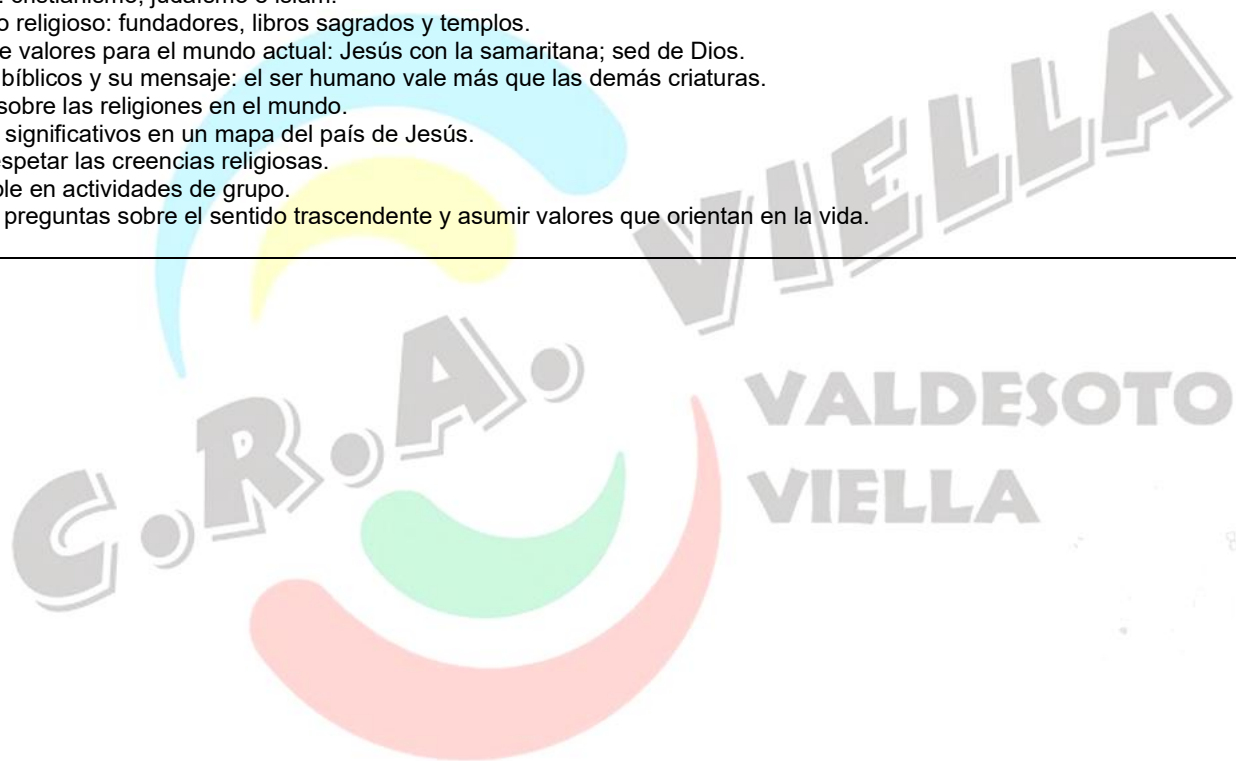 cristianismo, judaísmo e islam.
o religioso: fundadores, libros sagrados y templos.
e valores para el mundo actual: Jesús con la samaritana; sed de Dios.
bíblicos y su mensaje: el ser humano vale más que las demás criaturas.
sobre las religiones en el mundo.
significativos en un mapa del país de Jesús.
espetar las creencias religiosas.
ble en actividades de grupo.
preguntas sobre el sentido trascendente y asumir valores que orientan en la vida.
C.R.A. VIELLA
VALDESOTO
VIELLA